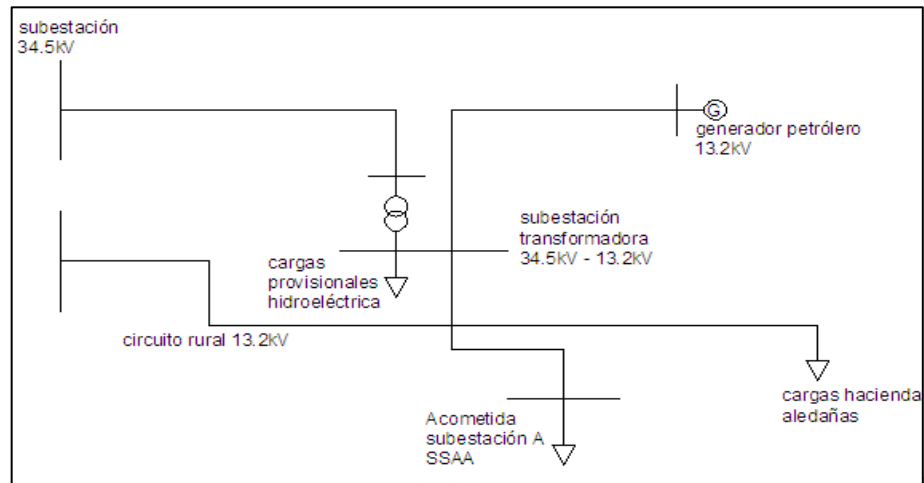 subestación
34.5kV
generador petrólero
13.2kV
subestación
transformadora
34.5kV - 13.2kV
cargas
provisionales
hidroeléctrica
circuito rural 13.2kV
cargas hacienda
aledañas
Acometida
subestación A
SSAA
G